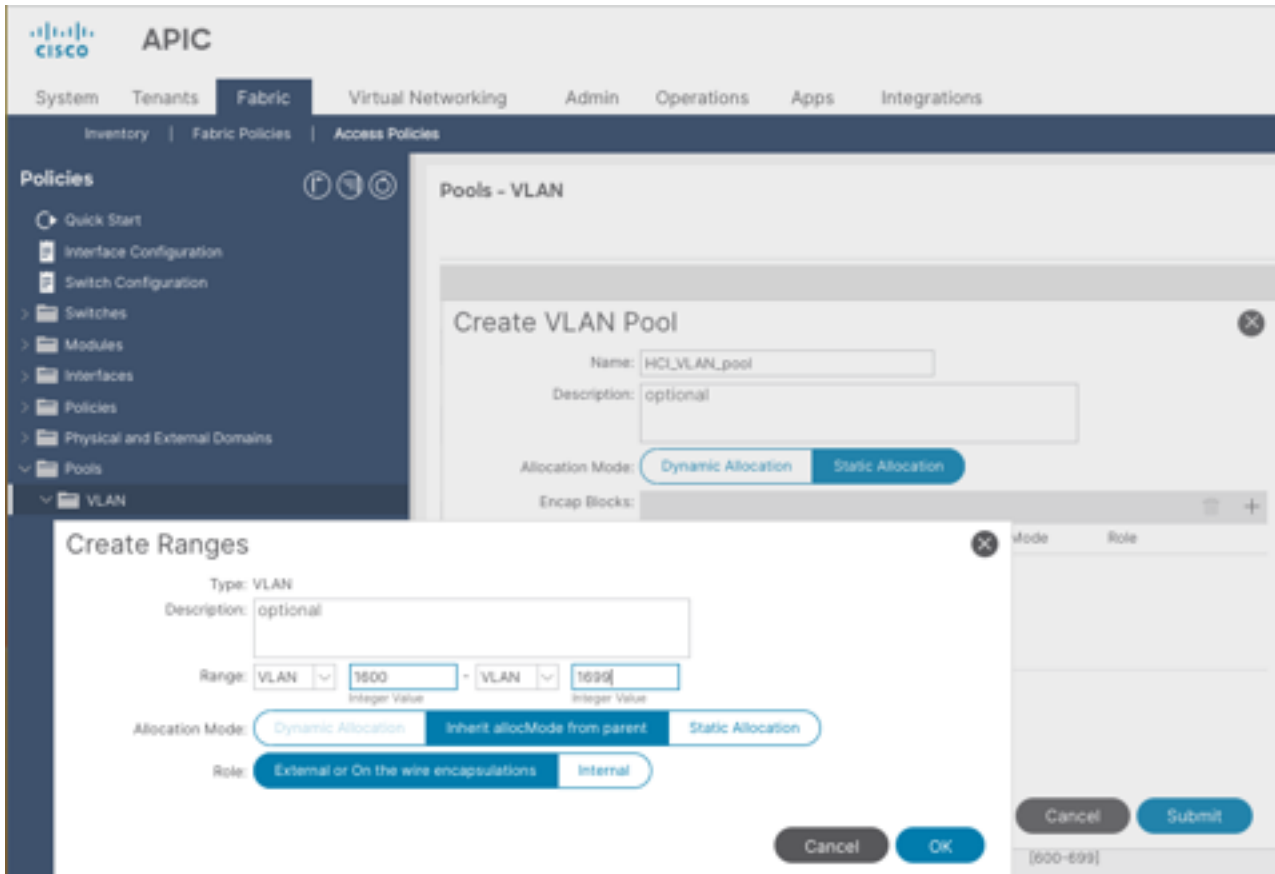 CISCO APIC
System Tenants Fabric Virtual Networking Admin Operations Apps Integrations
Inventory | Fabric Policies | Access Policies
Policies
Quick Start
Interface Configuration
Switch Configuration
Switches
Modules
Interfaces
Policies
Physical and External Domains
Pools
VLAN
Pools - VLAN
Create VLAN Pool
Name: HCI_VLAN_pool
Description: optional
Allocation Mode: Dynamic Allocation Static Allocation
Encap Blocks:
Mode Role
Create Ranges
Type: VLAN
Description: optional
Range: VLAN 1600 - VLAN 1699
Integer Value Integer Value
Allocation Mode: Dynamic Allocation Inherit allocMode from parent Static Allocation
Role: External or On the wire encapsulations Internal
Cancel OK
Cancel Submit
[600-699]